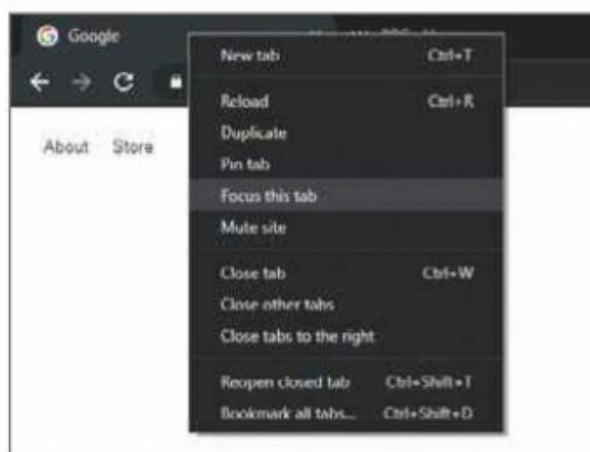 Google
New tab Ctrl+T
Reload Ctrl+R
About Store
Duplicate
Pin tab
Focus this tab
Mute site
Close tab Ctrl+W
Close other tabs
Close tabs to the right
Reopen closed tab Ctrl+Shift+T
Bookmark all tabs... Ctrl+Shift+D